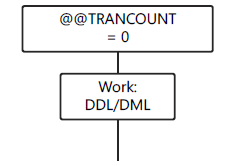 @@TRANCOUNT
= 0
Work:
DDL/DML